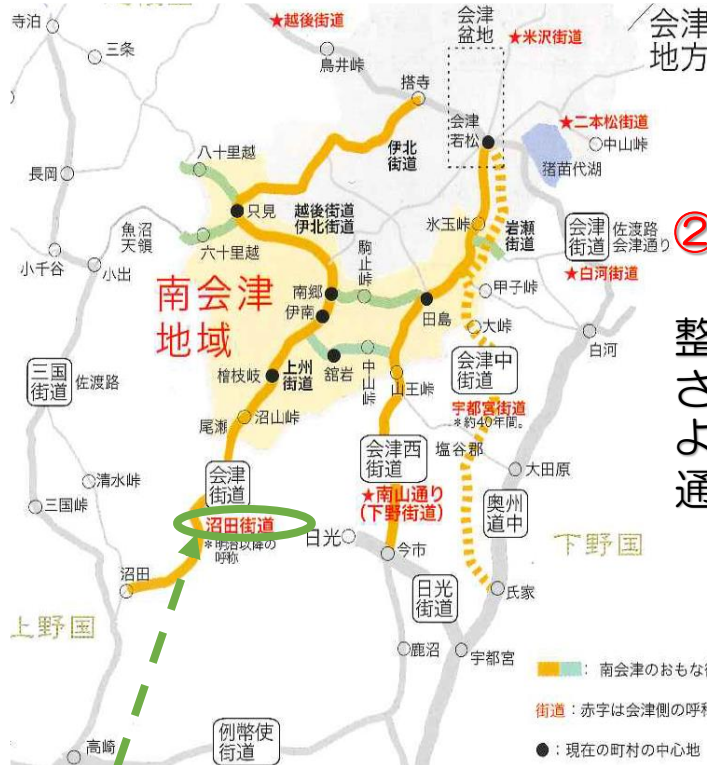 ★越後街道
寺泊
三条
鳥井峠
会津
盆地
★米沢街道
会津
地方
塔寺
会津
若松
★二本松街道
中山峠
猪苗代湖
八十里越
伊北
街道
長岡
只見
越後街道
伊北街道
氷玉峠
岩瀬
街道
会津
街道
佐渡路
会津通り
②
魚沼
天領
六十里越
駒止峠
小千谷
小出
★白河街道
南会津
地域
南郷
伊南
田島
甲子峠
大峠
白河
整
さ
よ
通
三国
街道
佐渡路
檜枝岐
上州
街道
舘岩
中山峠
山王峠
会津中
街道
宇都宮街道
*約40年間。
尾瀬
沼山峠
会津西
街道
塩谷郡
大田原
清水峠
三国峠
会津
街道
★南山通り
(下野街道)
奥州
道中
沼田街道
*明治以降の
呼称
日光
今市
下野国
沼田
日光
街道
氏家
上野国
鹿沼
宇都宮
: 南会津のおもな街
例幣使
街道
街道:赤字は会津側の呼称
高崎
●:現在の町村の中心地